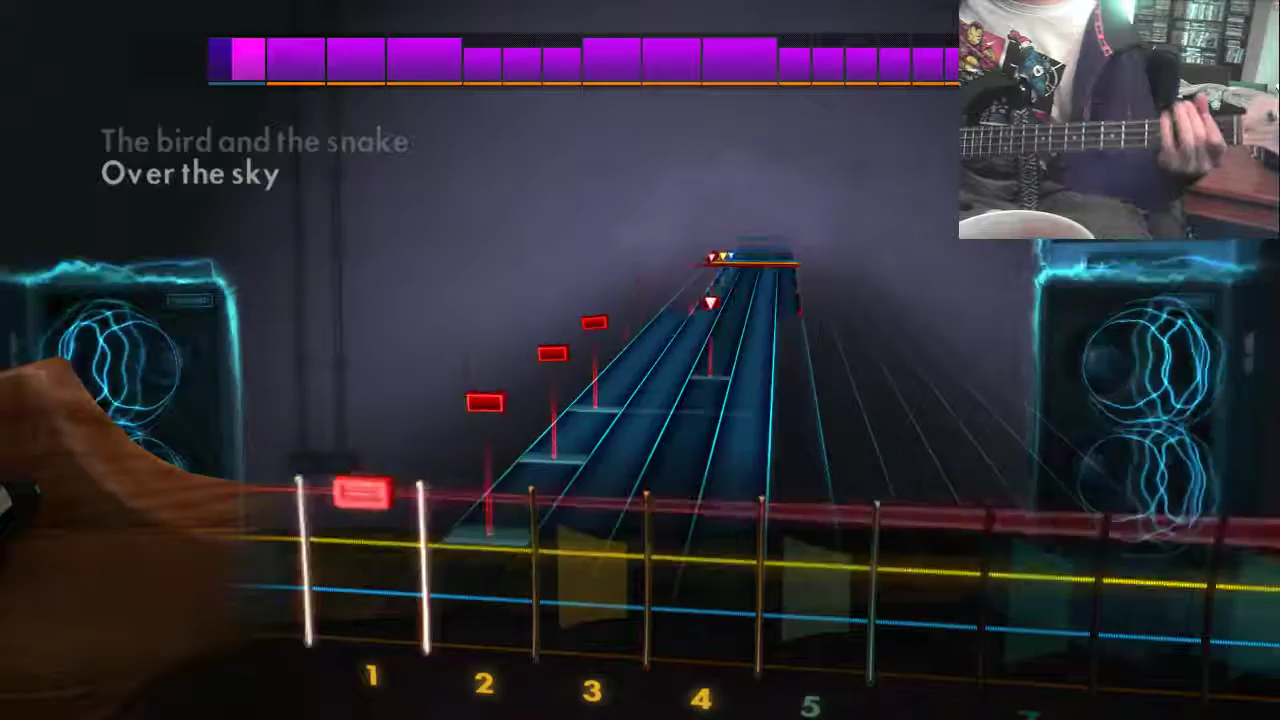 The bird and the snake
Over the sky
1 2 3 4 5